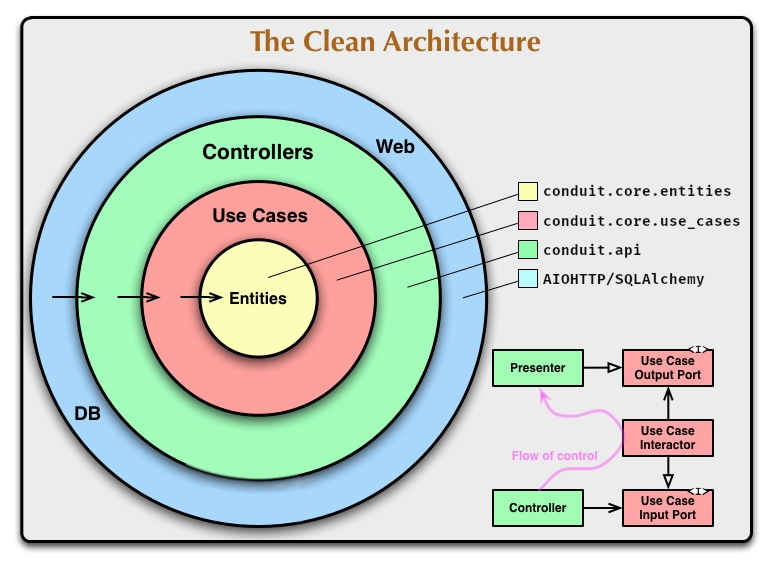 The Clean Architecture
Web
Controllers
Use Cases
Entities
DB
conduit.core.entities
conduit.core.use_cases
conduit.api
AIOHTTP/SQLAlchemy
Presenter
<I>
Use Case
Output Port
Use Case
Interactor
Flow of control
Controller
<I>
Use Case
Input Port